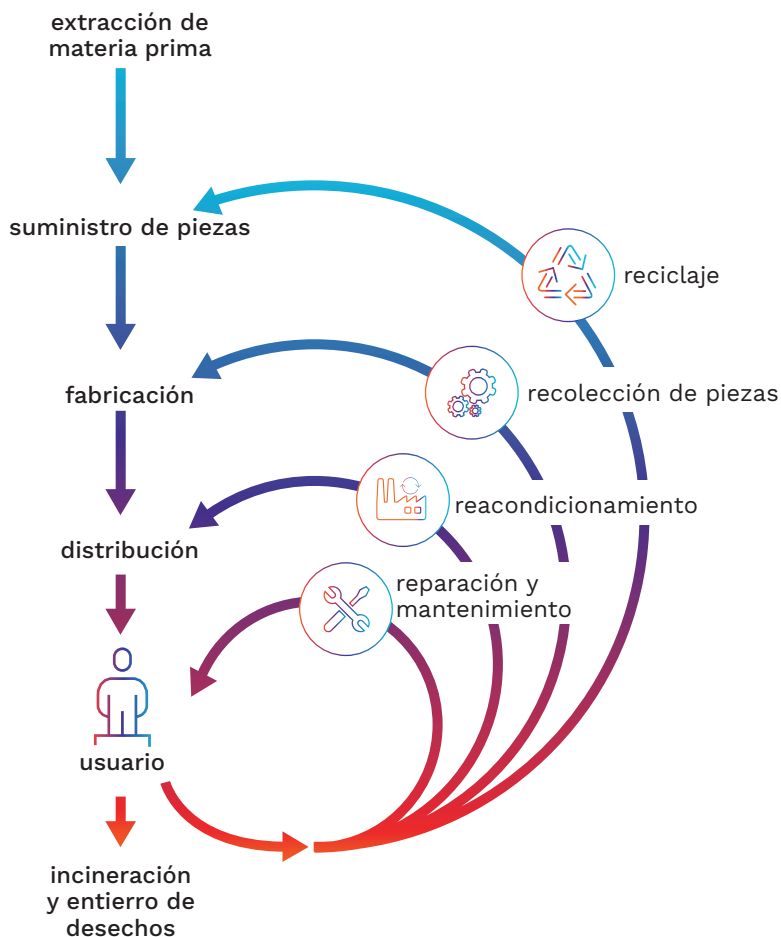 extracción de
materia prima
suministro de piezas
reciclaje
fabricación
recolección de piezas
distribución
reacondicionamiento
reparación y
mantenimiento
usuario
incineración
y entierro de
desechos